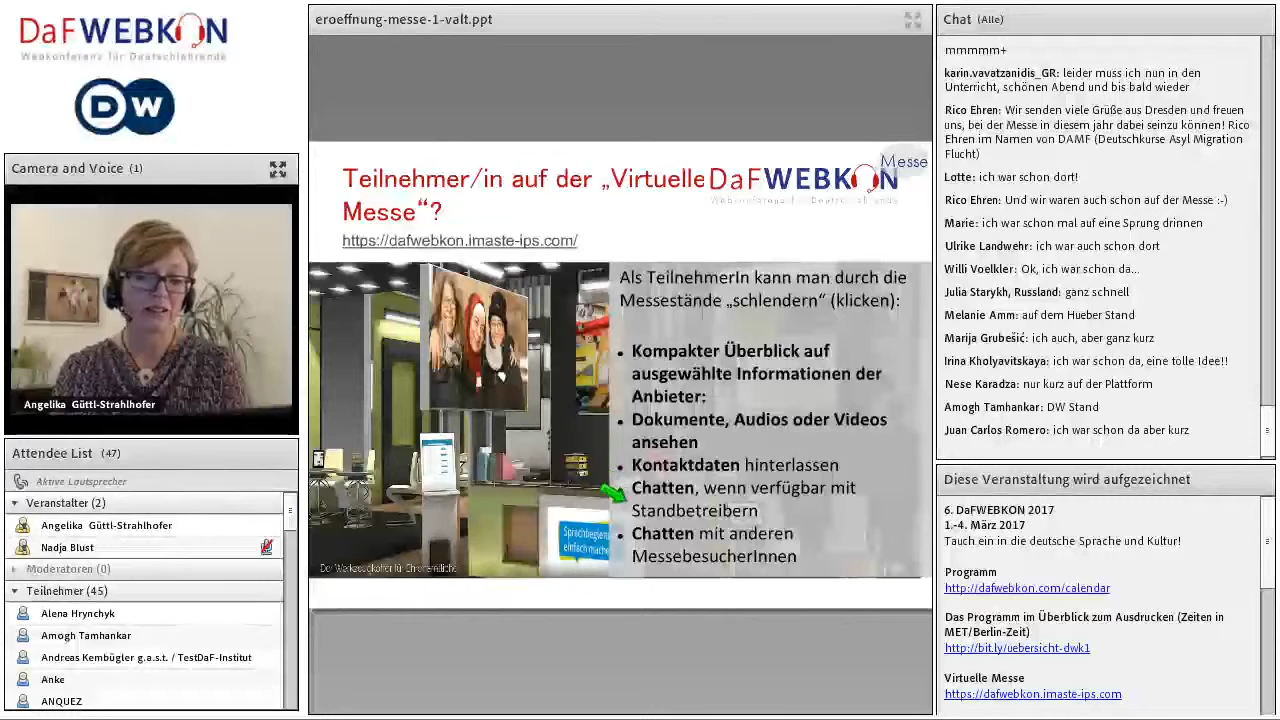 DaFWEBKON
Webkonferenz für Deutschlehrende
DW
Camera and Voice (1)
Angelika Güttl-Strahlhofer
Attendee List (47)
Aktive Lautsprecher
Veranstalter (2)
Angelika Güttl-Strahlhofer
Nadja Blust
Moderatoren (0)
Teilnehmer (45)
Alena Hrynchyk
Amogh Tamhankar
Andreas Kembügler g.a.s.t. / TestDaF-Institut
Anke
ANQUEZ
eroeffnung-messe-1-valt.ppt
Messe
Teilnehmer/in auf der „Virtuelle
DaFWEBKON
Webkonferenz für Deutschlehrende
Messe“?
https://dafwebkon.imaste-ips.com/
Als TeilnehmerIn kann man durch die
Messestände „schlendern“ (klicken):
• Kompakter Überblick auf
ausgewählte Informationen der
Anbieter:
• Dokumente, Audios oder Videos
ansehen
• Kontaktdaten hinterlassen
• Chatten, wenn verfügbar mit
Standbetreibern
• Chatten mit anderen
MessebesucherInnen
Sprachbeglei
einfach mache
Der Werkzeugkoffer für Ehrenamtliche
Chat (Alle)
mmmmm+
karin.vavatzanidis_GR: leider muss ich nun in den
Unterricht, schönen Abend und bis bald wieder
Rico Ehren: Wir senden viele Grüße aus Dresden und freuen
uns, bei der Messe in diesem jahr dabei seinzu können! Rico
Ehren im Namen von DAMF (Deutschkurse Asyl Migration
Flucht)
Lotte: ich war schon dort!
Rico Ehren: Und wir waren auch schon auf der Messe :-)
Marie: ich war schon mal auf eine Sprung drinnen
Ulrike Landwehr: ich war auch schon dort
Willi Voelkler: Ok, ich war schon da...
Julia Starykh, Russland: ganz schnell
Melanie Amm: auf dem Hueber Stand
Marija Grubešić: ich auch, aber ganz kurz
Irina Kholyavitskaya: ich war schon da, eine tolle Idee!!
Nese Karadza: nur kurz auf der Plattform
Amogh Tamhankar: DW Stand
Juan Carlos Romero: ich war schon da aber kurz
Diese Veranstaltung wird aufgezeichnet
6. DaFWEBKON 2017
1.-4. März 2017
Tauch ein in die deutsche Sprache und Kultur!
Programm
http://dafwebkon.com/calendar
Das Programm im Überblick zum Ausdrucken (Zeiten in
MET/Berlin-Zeit)
http://bit.ly/uebersicht-dwk1
Virtuelle Messe
https://dafwebkon.imaste-ips.com